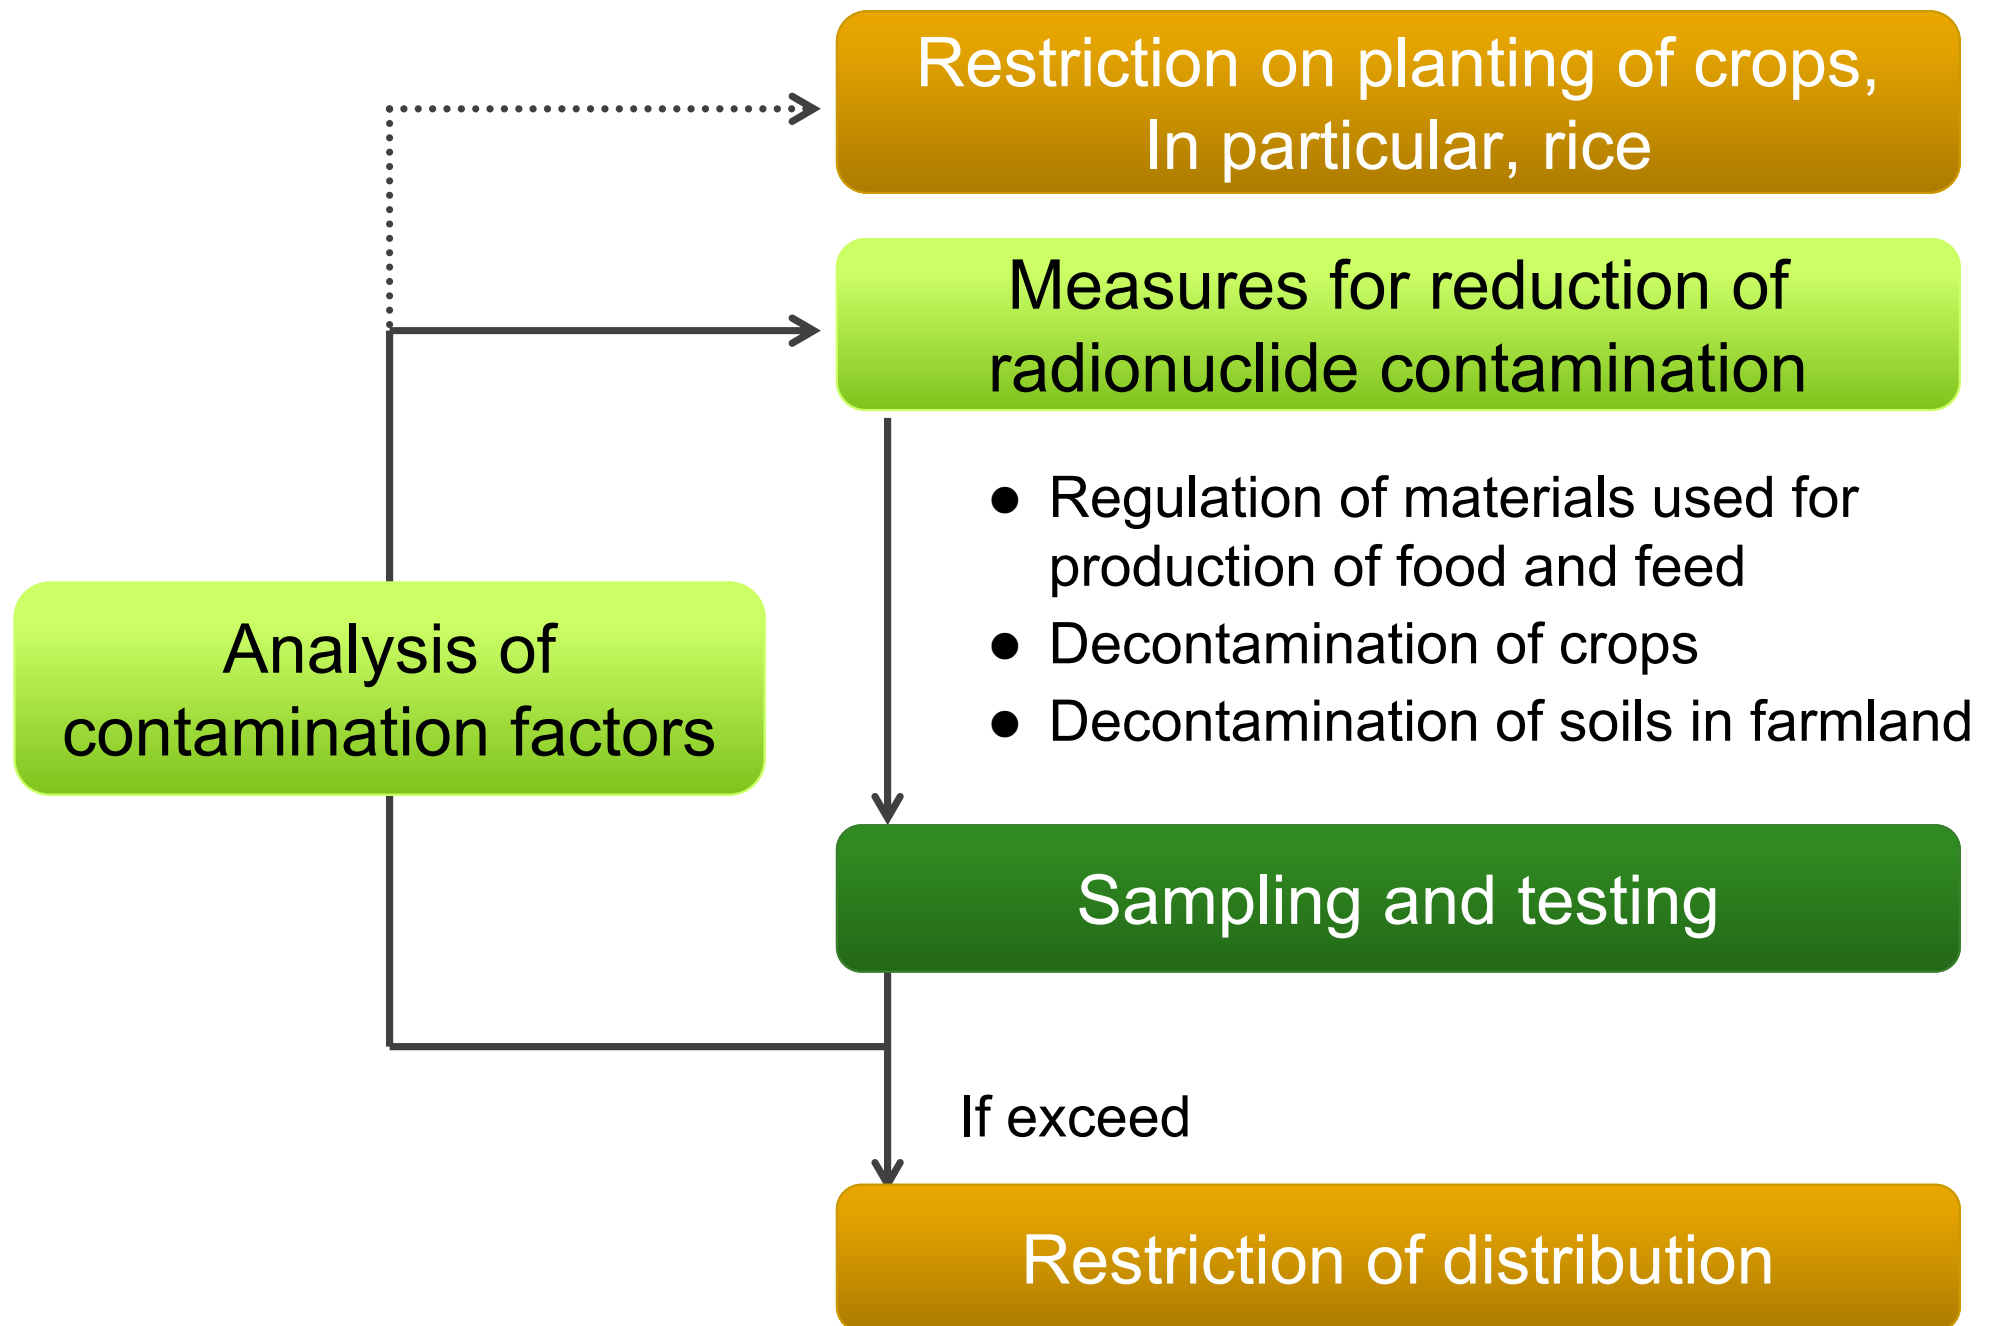 Restriction on planting of crops,
In particular, rice
Measures for reduction of
radionuclide contamination
● Regulation of materials used for
production of food and feed
● Decontamination of crops
● Decontamination of soils in farmland
Analysis of
contamination factors
Sampling and testing
If exceed
Restriction of distribution